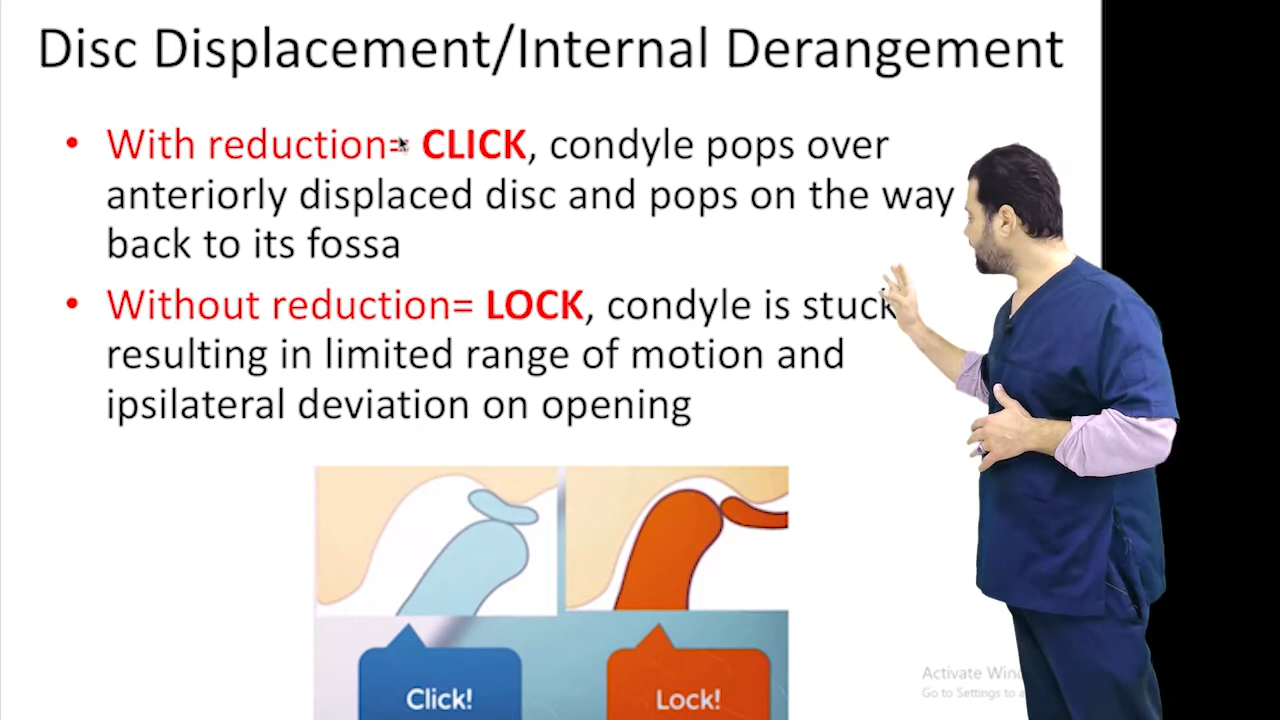 Disc Displacement/Internal Derangement
• With reduction= CLICK, condyle pops over
anteriorly displaced disc and pops on the way
back to its fossa
• Without reduction= LOCK, condyle is stuck
resulting in limited range of motion and
ipsilateral deviation on opening
Click!
Lock!
Activate
Go to Settings to